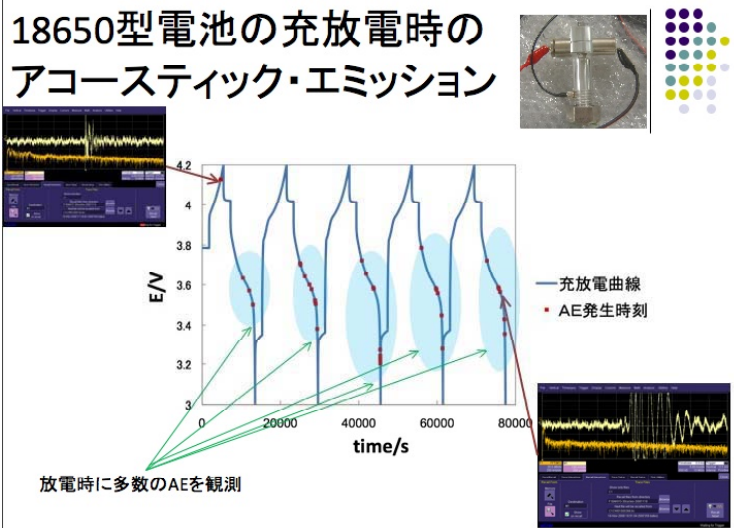 18650型電池の充放電時の
アコースティック・エミッション
E/V
4.2
4
3.8
3.6
3.4
3.2
3
0
20000
40000
60000
80000
time/s
充放電曲線
AE発生時刻
放電時に多数のAEを観測